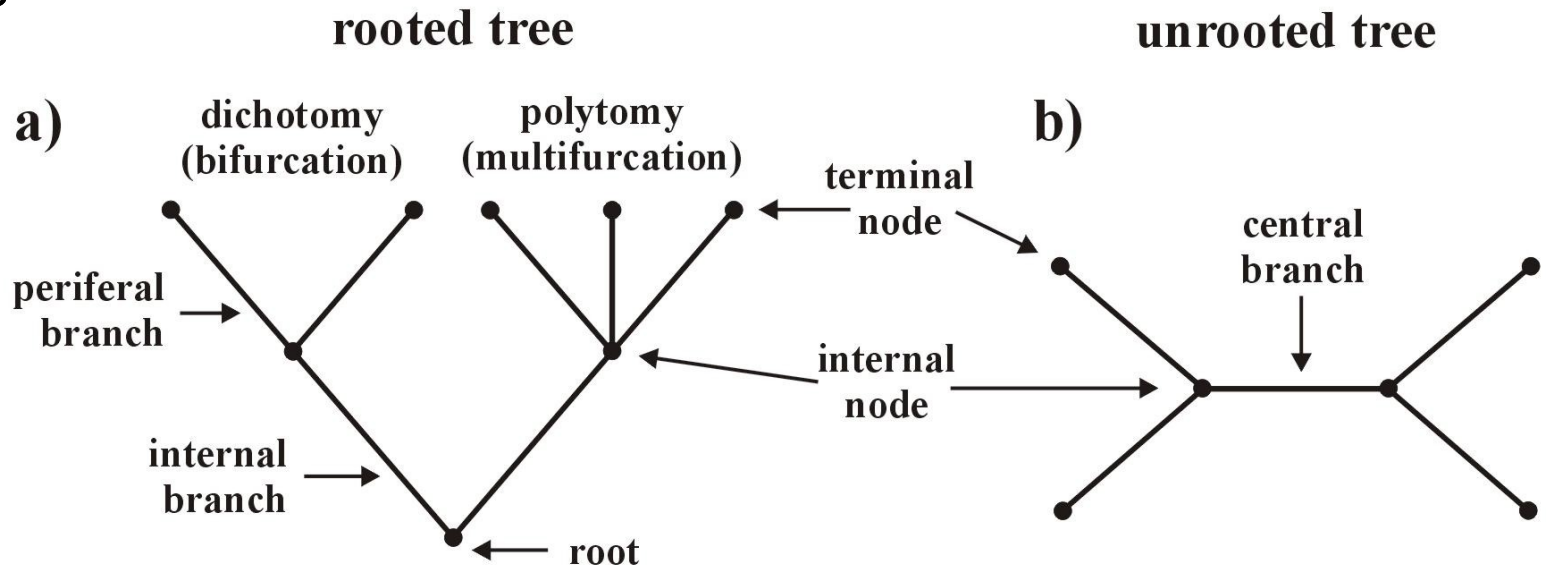 rooted tree
unrooted tree
a)
dichotomy
(bifurcation)
polytomy
(multifurcation)
b)
terminal
node
central
branch
periferal
branch
internal
node
internal
branch
root